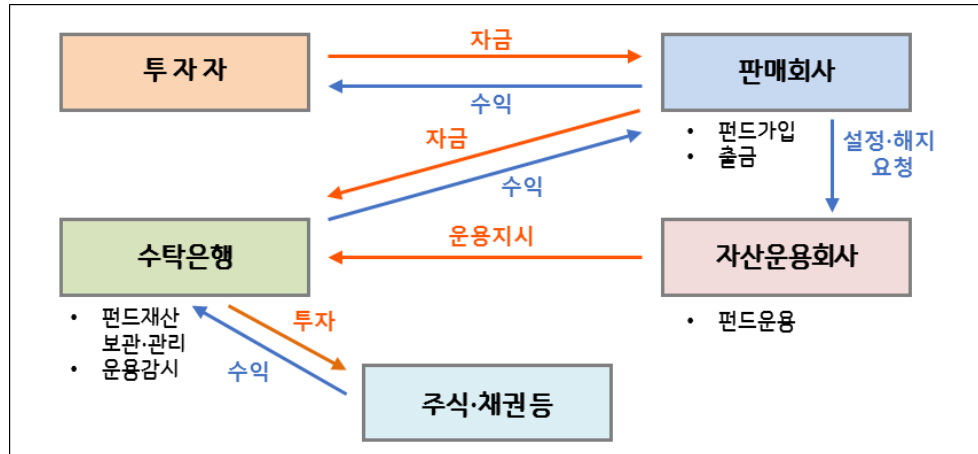 투 자 자
자금
판매회사
수익
• 펀드가입
• 출금
자금
설정·해지
요청
수익
수탁은행
운용지시
자산운용회사
• 펀드재산
보관·관리
• 운용감시
투자
수익
• 펀드운용
주식·채권 등